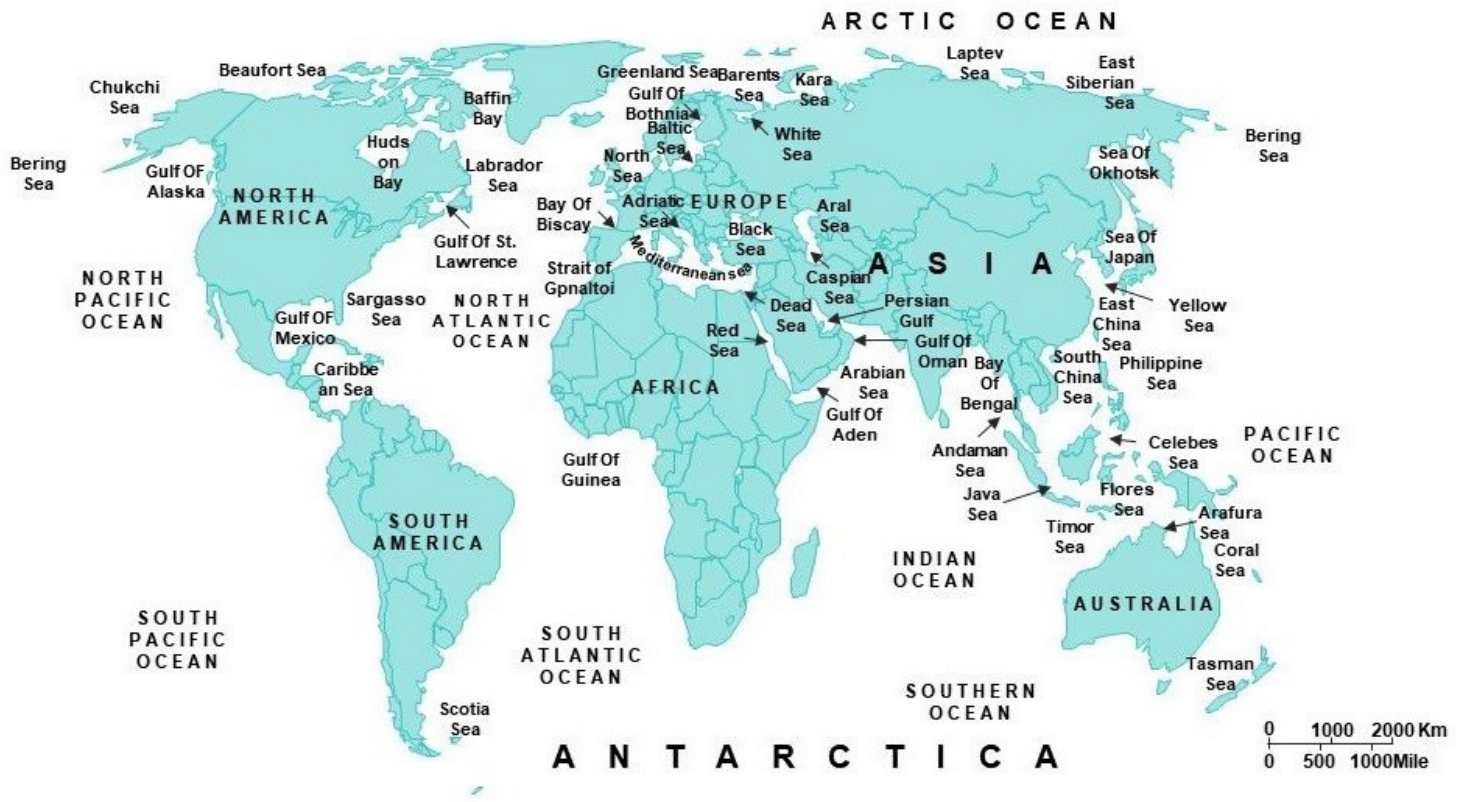 ARCTIC OCEAN
Chukchi
Sea
Beaufort Sea
Baffin
Bay
Greenland Sea
Barents
Sea
Kara
Sea
Laptev
Sea
East
Siberian
Sea
Gulf Of
Bothnia
Baltic
Sea
White
Sea
Bering
Sea
Gulf OF
Alaska
Huds
on
Bay
Labrador
Sea
North
Sea
Sea Of
Okhotsk
Bering
Sea
NORTH
AMERICA
Bay Of
Biscay
Adriatic
Sea
EUROPE
Aral
Sea
Gulf Of St.
Lawrence
Black
Sea
Mediterranean sea
Sea Of
Japan
ASIA
Strait of
Gpnaltoi
Caspian
Sea
NORTH
PACIFIC
OCEAN
Gulf OF
Mexico
Sargasso
Sea
NORTH
ATLANTIC
OCEAN
Dead
Sea
Persian
Gulf
East
China
Sea
Yellow
Sea
Red
Sea
Gulf Of
Oman
Caribbe
an Sea
AFRICA
Arabian
Sea
Bay
Of
Bengal
South
China
Sea
Philippine
Sea
Gulf Of
Aden
Gulf Of
Guinea
Andaman
Sea
Celebes
Sea
PACIFIC
OCEAN
Java
Sea
Flores
Sea
SOUTH
AMERICA
Timor
Sea
Arafura
Sea
Coral
Sea
INDIAN
OCEAN
AUSTRALIA
SOUTH
PACIFIC
OCEAN
SOUTH
ATLANTIC
OCEAN
Tasman
Sea
SOUTHERN
OCEAN
Scotia
Sea
ANTARCTICA
0 1000 2000 Km
0 500 1000Mile